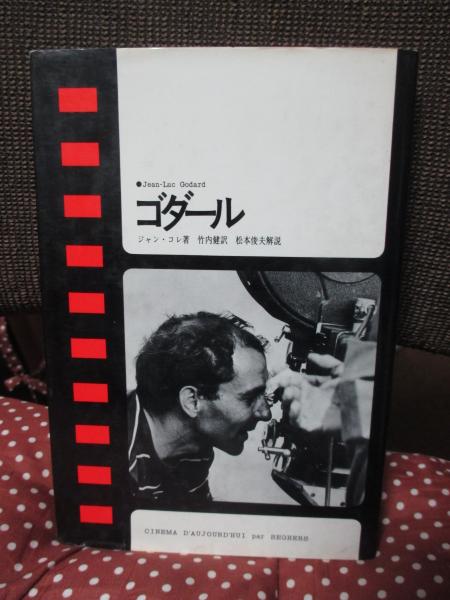 ●Jean-Luc Godard
ゴダール
ジャン・コレ著 竹内健訳 松本俊夫解説
CINEMA D'AUJOURD'HUI par SEGHERS